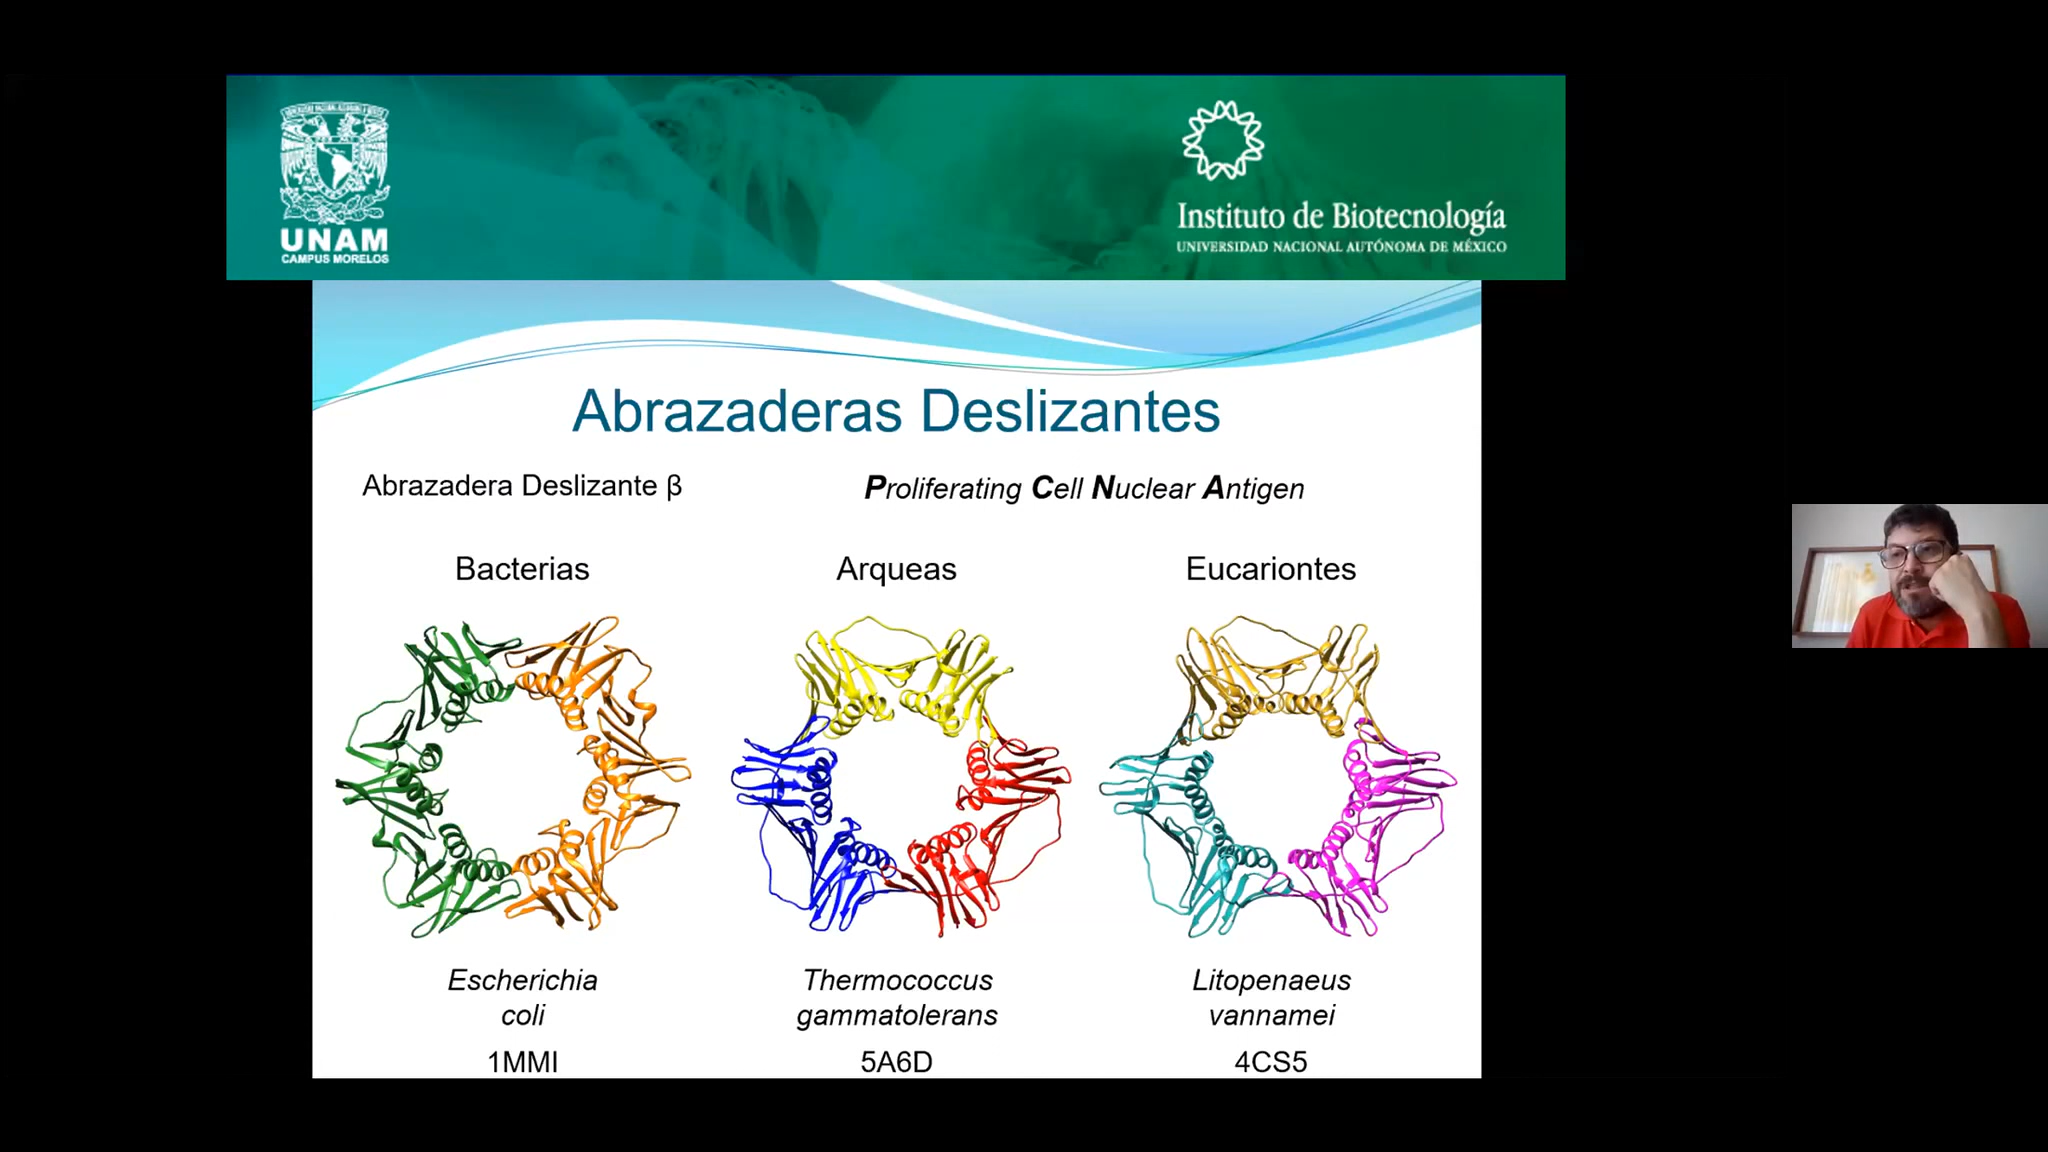 UNAM
CAMPUS MORELOS
Instituto de Biotecnología
UNIVERSIDAD NACIONAL AUTÓNOMA DE MÉXICO
Abrazaderas Deslizantes
Abrazadera Deslizante β
Proliferating Cell Nuclear Antigen
Bacterias
Arqueas
Eucariontes
Escherichia
coli
1MMI
Thermococcus
gammatolerans
5A6D
Litopenaeus
vannamei
4CS5